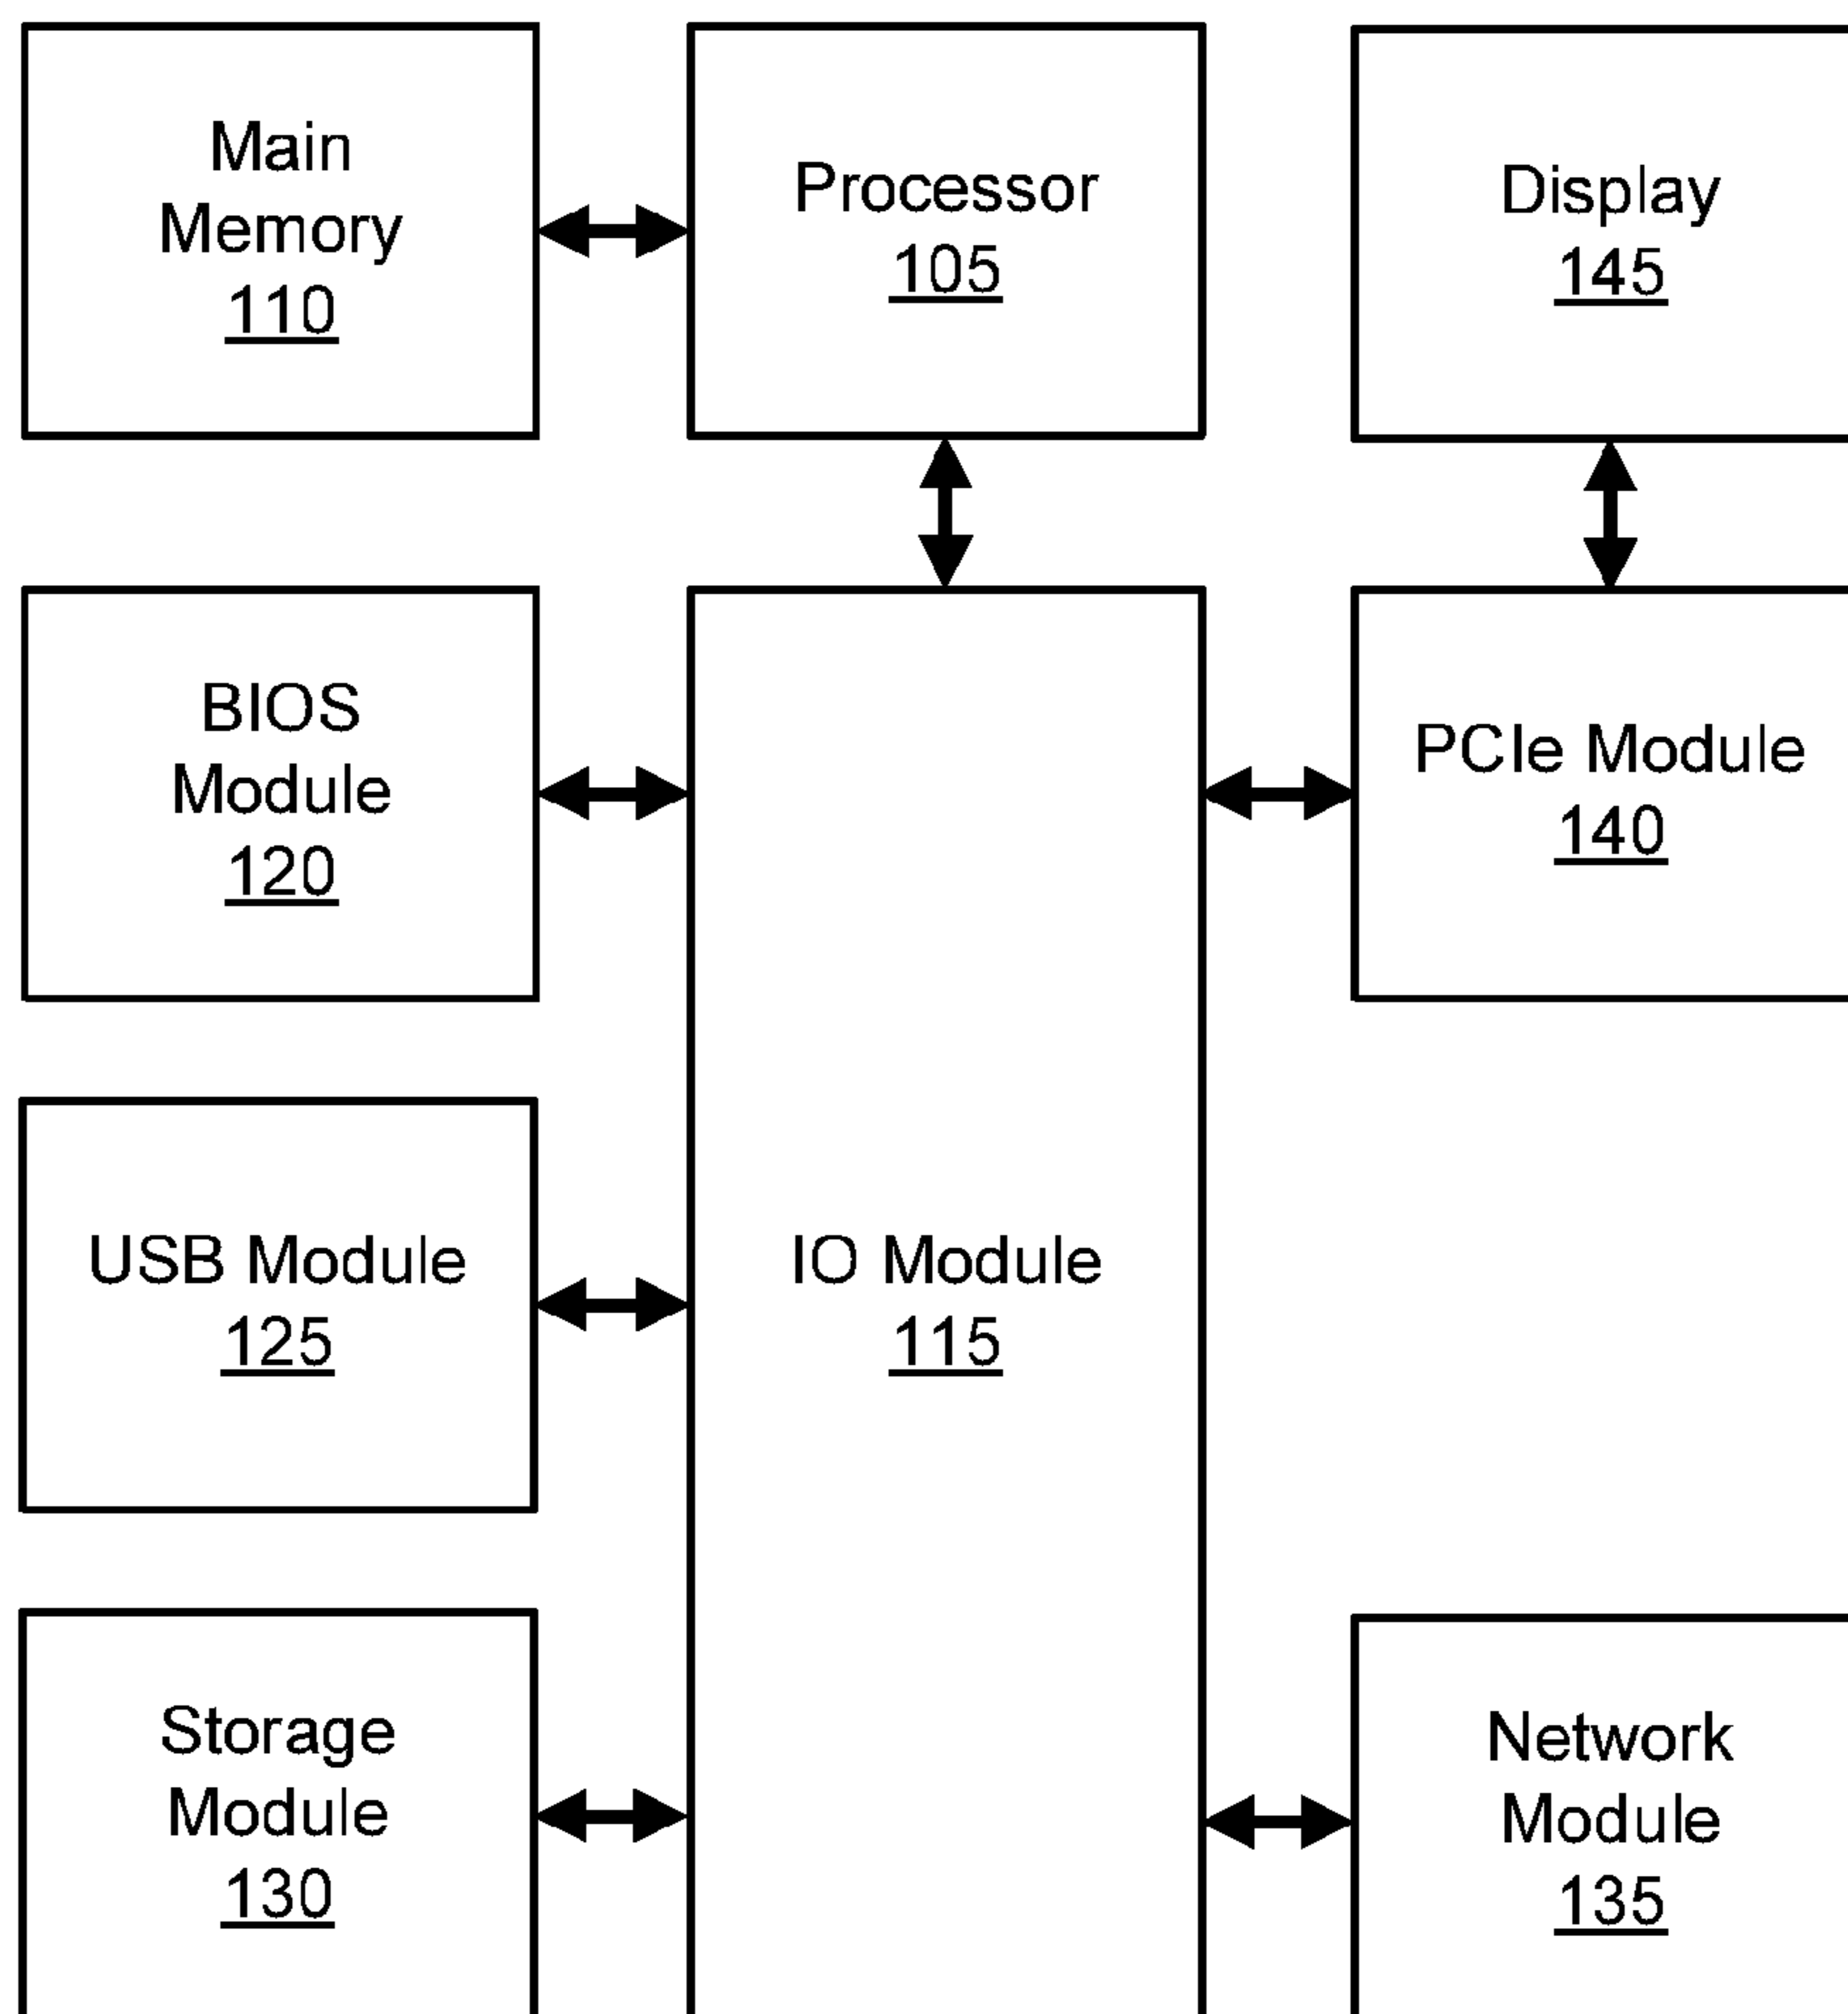 Main
Memory
110
Processor
105
Display
145
BIOS
Module
120
PCIe Module
140
USB Module
125
IO Module
115
Storage
Module
130
Network
Module
135